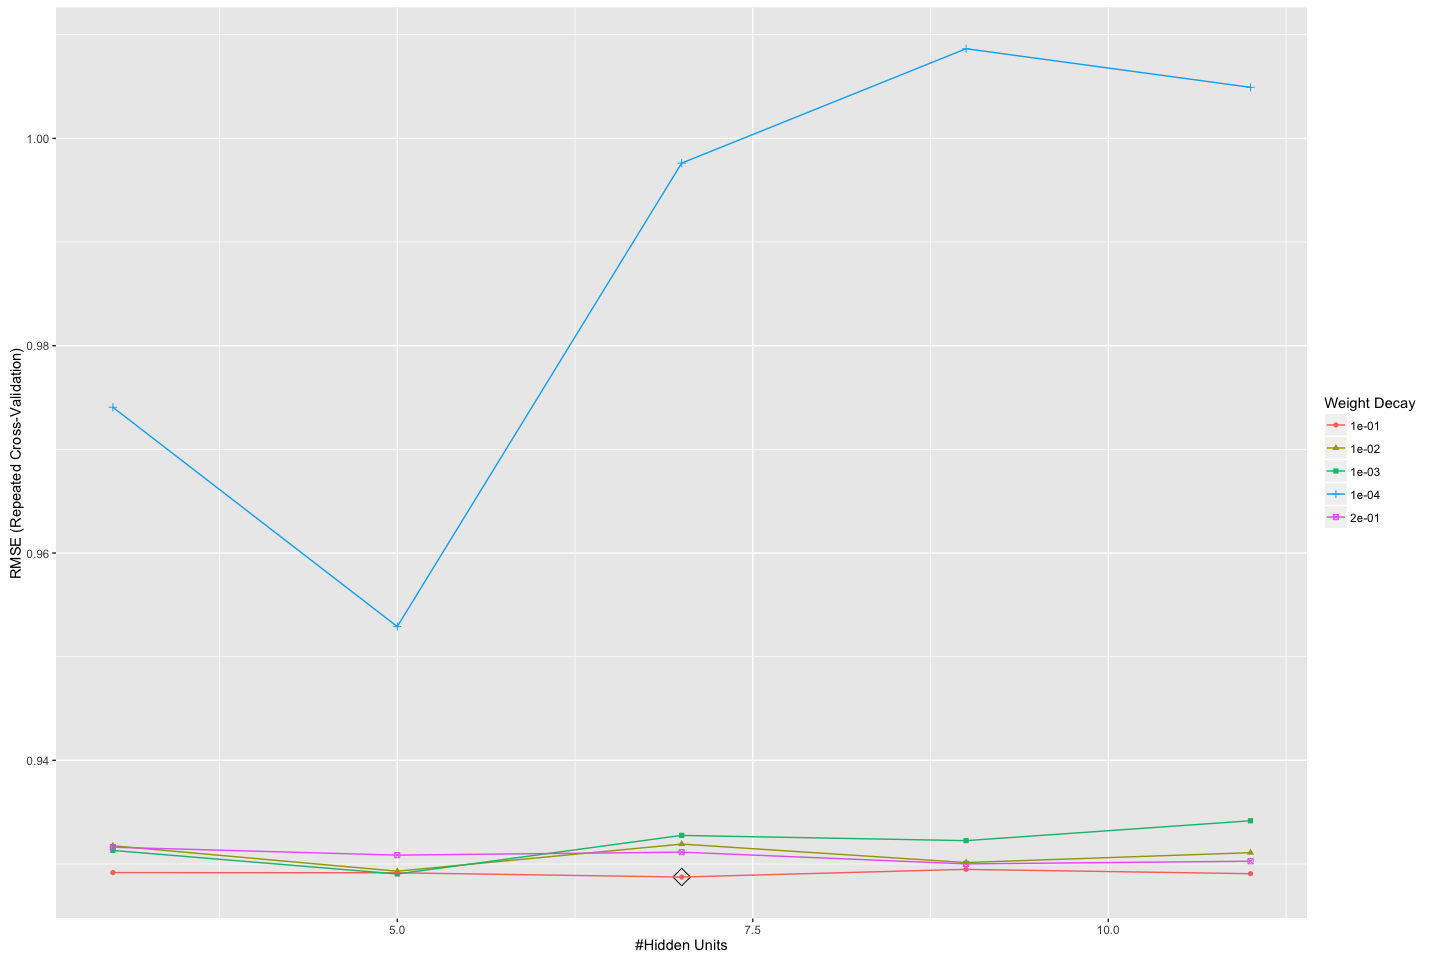 1.00
0.98
0.96
0.94
RMSE (Repeated Cross-Validation)
5.0
7.5
10.0
#Hidden Units
Weight Decay
1e-01
1e-02
1e-03
1e-04
2e-01